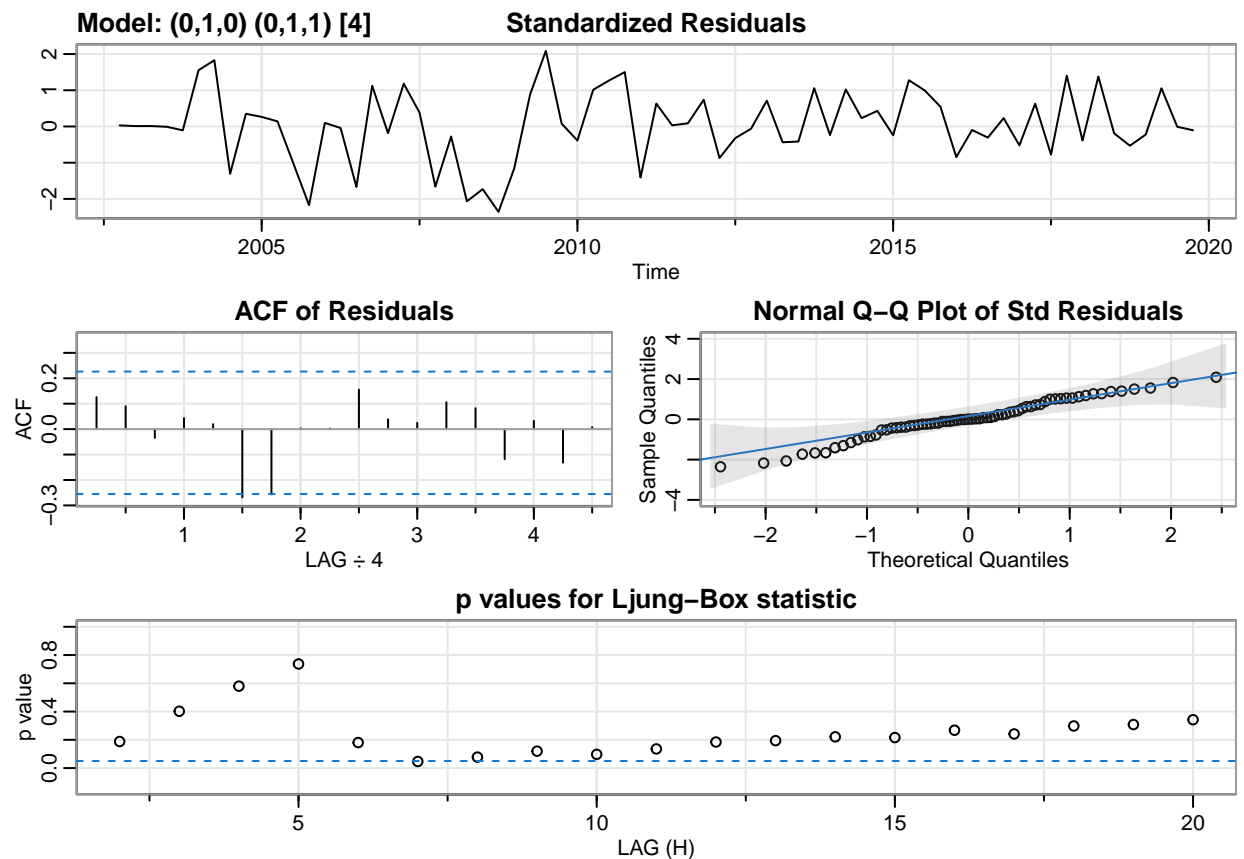 Model: (0,1,0) (0,1,1) [4] Standardized Residuals
2
1
0
−2
2005 2010 2015 2020
Time
ACF of Residuals
ACF
0.2
0.0
−0.3
1 2 3 4
LAG ÷ 4
Normal Q−Q Plot of Std Residuals
Sample Quantiles
4
2
0
−4
−2 −1 0 1 2
Theoretical Quantiles
p values for Ljung−Box statistic
p value
0.8
0.4
0.0
5 10 15 20
LAG (H)